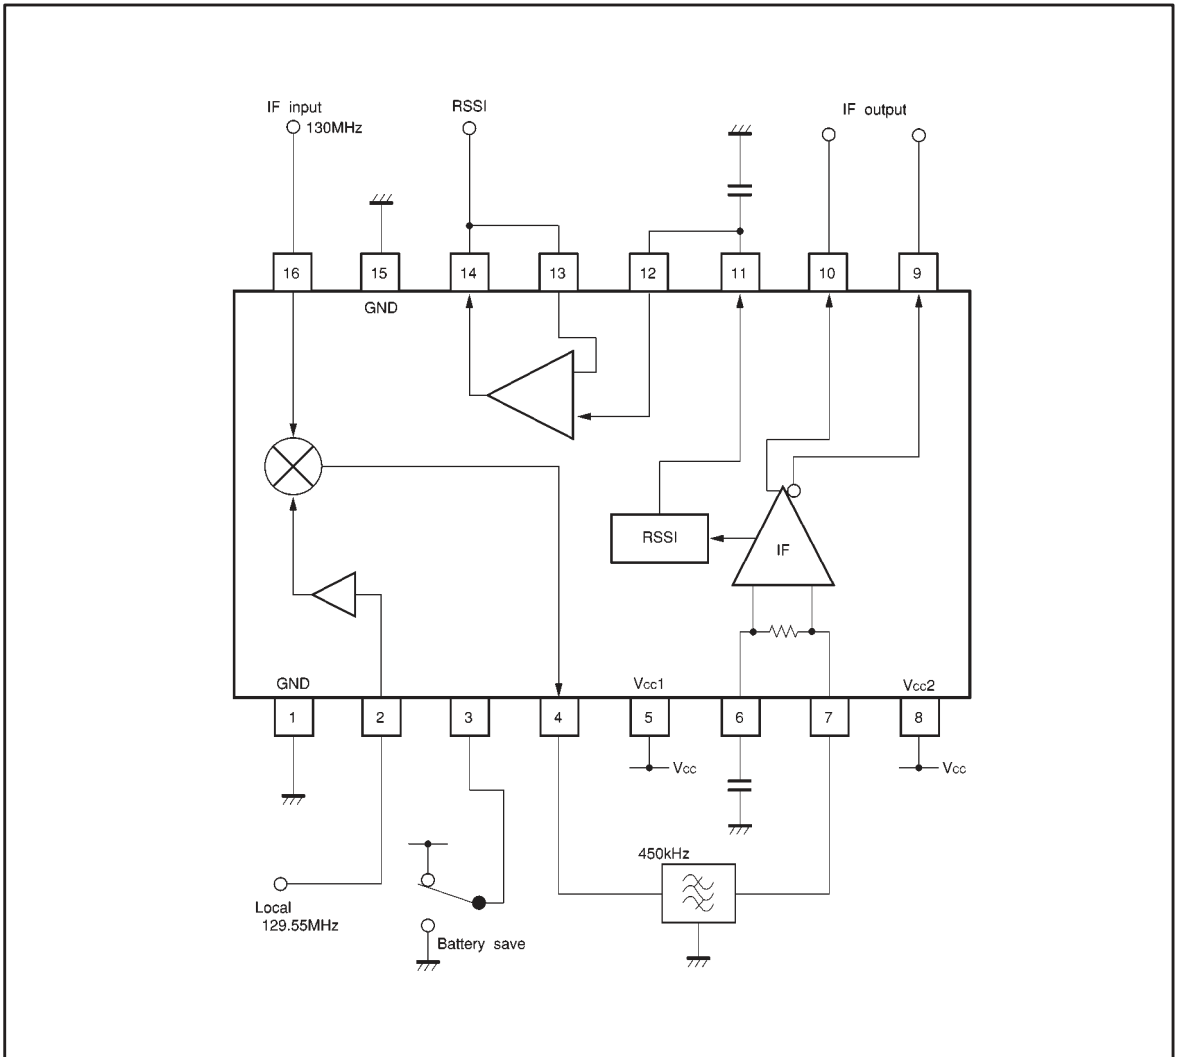 IF input
130MHz
RSSI
IF output
16
15
14
13
12
11
10
9
GND
RSSI
IF
GND
Vcc1
Vcc2
1
2
3
4
5
6
7
8
Vcc
Vcc
450kHz
Local
129.55MHz
Battery save